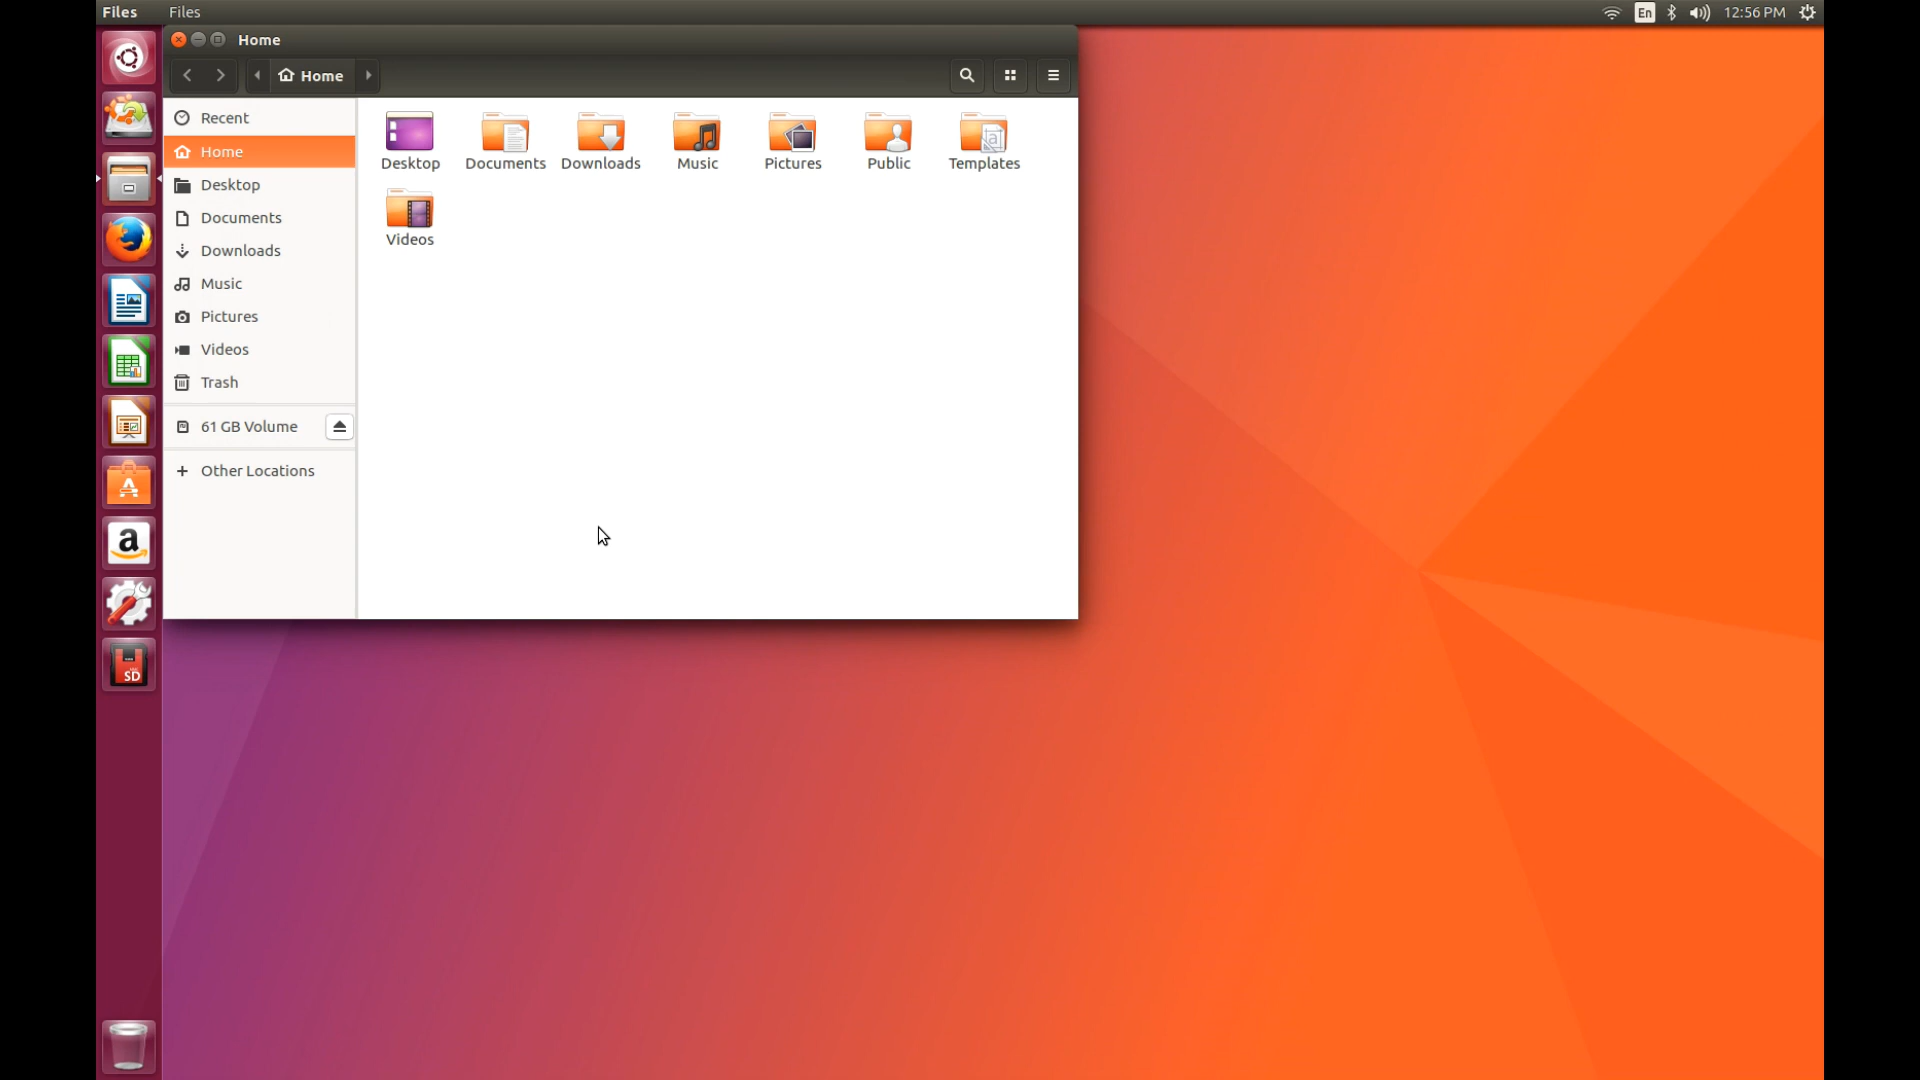 Files Files En 12:56 PM
Home
Home
Recent
Home
Desktop
Documents
Downloads
Music
Pictures
Videos
Trash
61 GB Volume
Other Locations
Desktop Documents Downloads Music Pictures Public Templates
Videos
A
a
SD